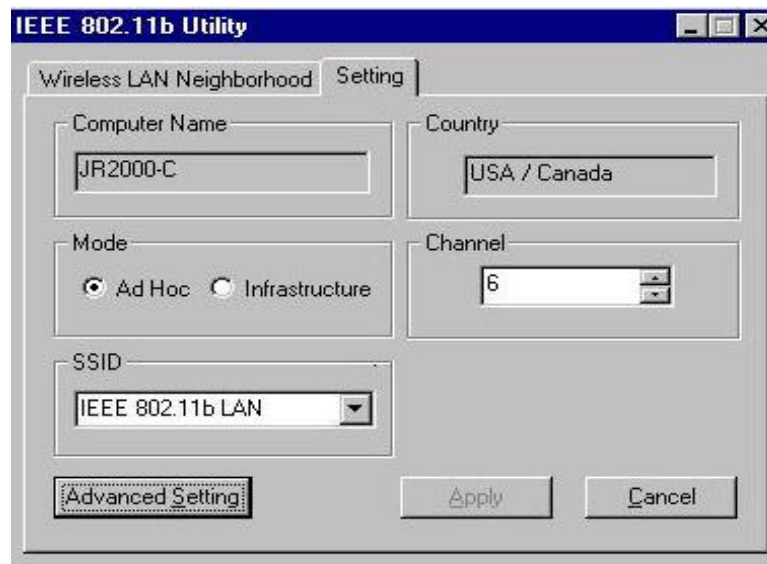 IEEE 802.11b Utility
Wireless LAN Neighborhood Setting
Computer Name
JR2000-C
Country
USA / Canada
Mode
Ad Hoc Infrastructure
Channel
6
SSID
IEEE 802.11b LAN
Advanced Setting Apply Cancel